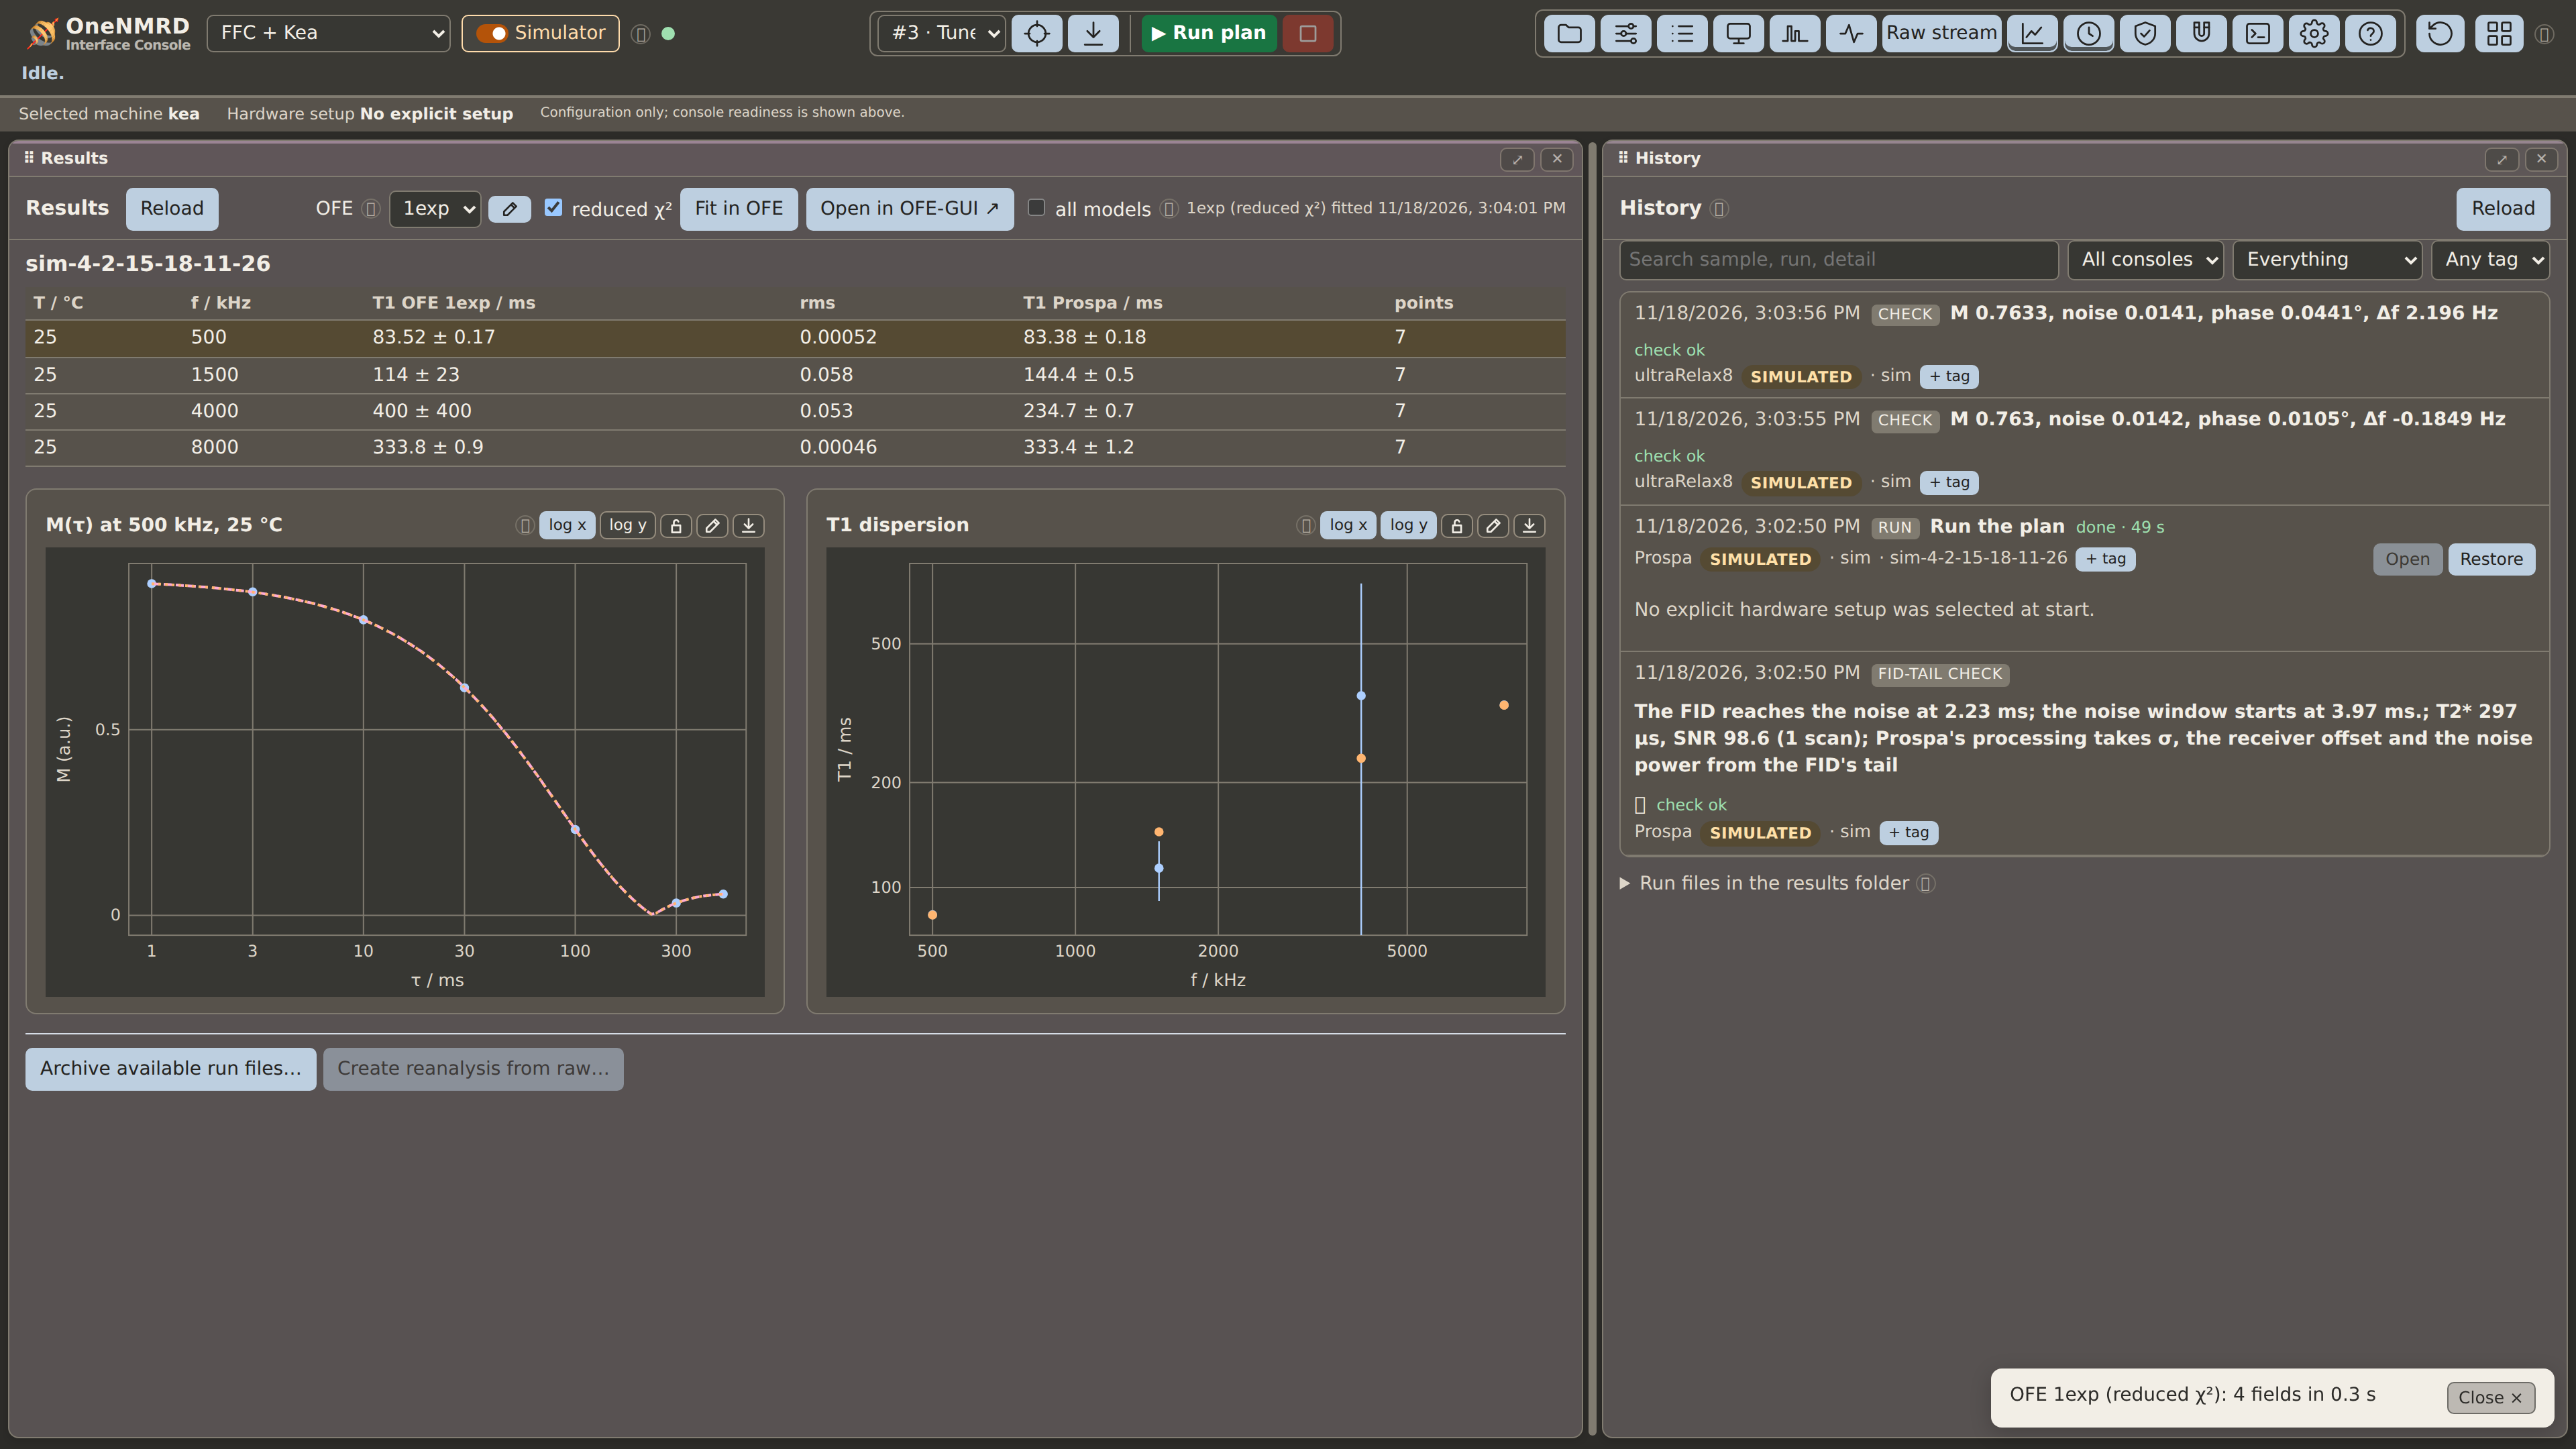 OneNMRD
Interface Console
FFC + Kea
Simulator
#3 · Tune
▶ Run plan
Raw stream
Idle.
Selected machine kea
Hardware setup No explicit setup
Configuration only; console readiness is shown above.
Results
Results
Reload
OFE
1exp
reduced χ²
Fit in OFE
Open in OFE-GUI ↗
all models
1exp (reduced χ²) fitted 11/18/2026, 3:04:01 PM
sim-4-2-15-18-11-26
T / °C f / kHz T1 OFE 1exp / ms rms T1 Prospa / ms points
25 500 83.52 ± 0.17 0.00052 83.38 ± 0.18 7
25 1500 114 ± 23 0.058 144.4 ± 0.5 7
25 4000 400 ± 400 0.053 234.7 ± 0.7 7
25 8000 333.8 ± 0.9 0.00046 333.4 ± 1.2 7
M(τ) at 500 kHz, 25 °C
log x
log y
M (a.u.)
0.5
0
1 3 10 30 100 300
τ / ms
T1 dispersion
log x
log y
T1 / ms
500
200
100
500 1000 2000 5000
f / kHz
Archive available run files...
Create reanalysis from raw...
History
History
Reload
Search sample, run, detail
All consoles
Everything
Any tag
11/18/2026, 3:03:56 PM CHECK M 0.7633, noise 0.0141, phase 0.0441°, Δf 2.196 Hz
check ok
ultraRelax8 SIMULATED · sim + tag
11/18/2026, 3:03:55 PM CHECK M 0.763, noise 0.0142, phase 0.0105°, Δf -0.1849 Hz
check ok
ultraRelax8 SIMULATED · sim + tag
11/18/2026, 3:02:50 PM RUN Run the plan done · 49 s
Prospa SIMULATED · sim · sim-4-2-15-18-11-26 + tag
Open
Restore
No explicit hardware setup was selected at start.
11/18/2026, 3:02:50 PM FID-TAIL CHECK
The FID reaches the noise at 2.23 ms; the noise window starts at 3.97 ms.; T2* 297
µs, SNR 98.6 (1 scan); Prospa's processing takes σ, the receiver offset and the noise
power from the FID's tail
check ok
Prospa SIMULATED · sim + tag
▶ Run files in the results folder
OFE 1exp (reduced χ²): 4 fields in 0.3 s
Close ×